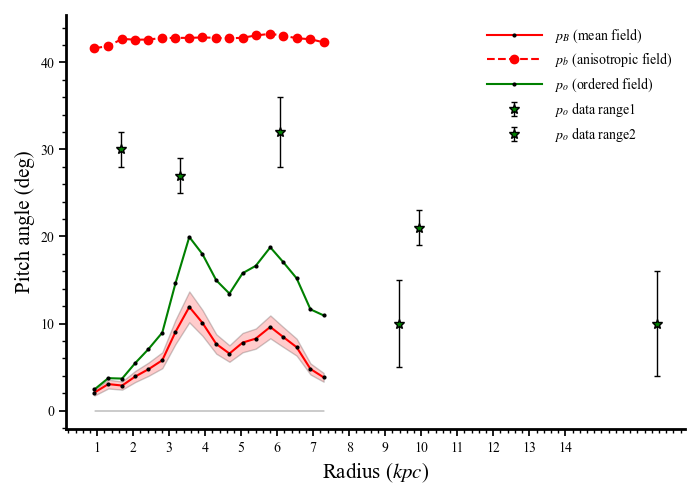 p_B (mean field)
p_b (anisotropic field)
p_o (ordered field)
p_o data range1
p_o data range2
Pitch angle (deg)
40
30
20
10
0
1 2 3 4 5 6 7 8 9 10 11 12 13 14
Radius (kpc)